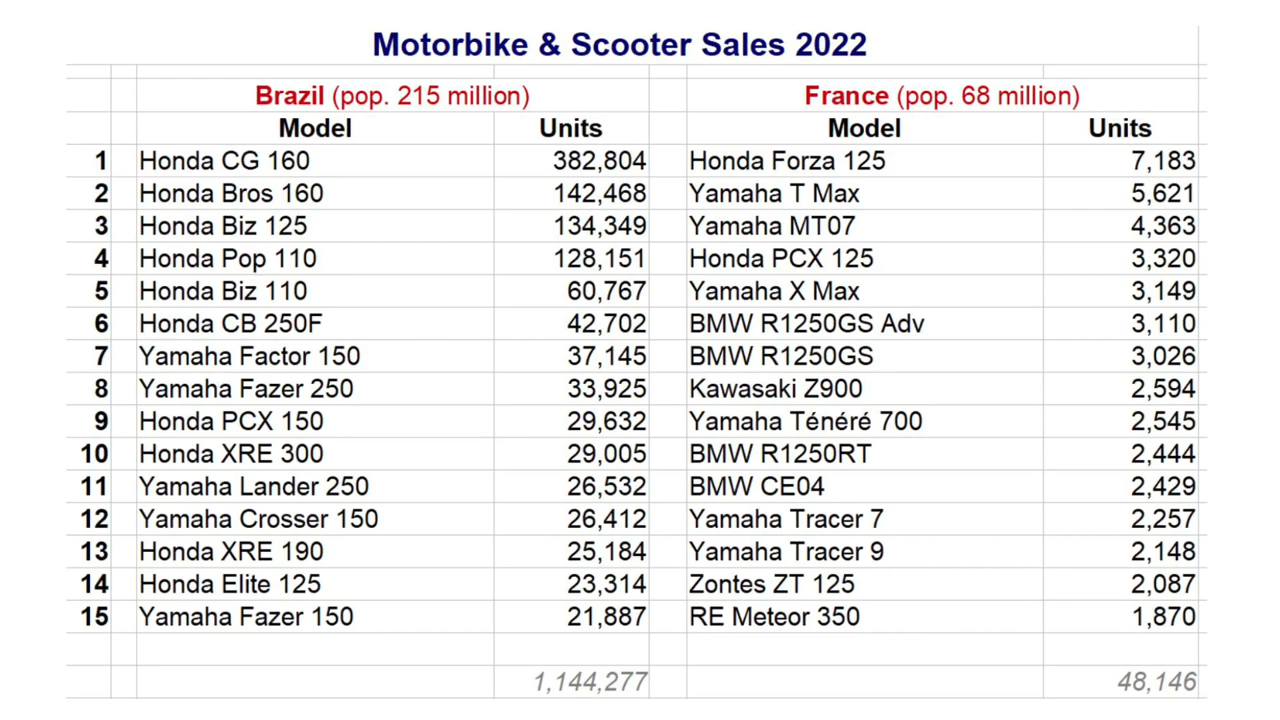 Motorbike & Scooter Sales 2022
Brazil (pop. 215 million) France (pop. 68 million)
Model Units Model Units
1 Honda CG 160 382,804 Honda Forza 125 7,183
2 Honda Bros 160 142,468 Yamaha T Max 5,621
3 Honda Biz 125 134,349 Yamaha MT07 4,363
4 Honda Pop 110 128,151 Honda PCX 125 3,320
5 Honda Biz 110 60,767 Yamaha X Max 3,149
6 Honda CB 250F 42,702 BMW R1250GS Adv 3,110
7 Yamaha Factor 150 37,145 BMW R1250GS 3,026
8 Yamaha Fazer 250 33,925 Kawasaki Z900 2,594
9 Honda PCX 150 29,632 Yamaha Ténéré 700 2,545
10 Honda XRE 300 29,005 BMW R1250RT 2,444
11 Yamaha Lander 250 26,532 BMW CE04 2,429
12 Yamaha Crosser 150 26,412 Yamaha Tracer 7 2,257
13 Honda XRE 190 25,184 Yamaha Tracer 9 2,148
14 Honda Elite 125 23,314 Zontes ZT 125 2,087
15 Yamaha Fazer 150 21,887 RE Meteor 350 1,870
1,144,277 48,146